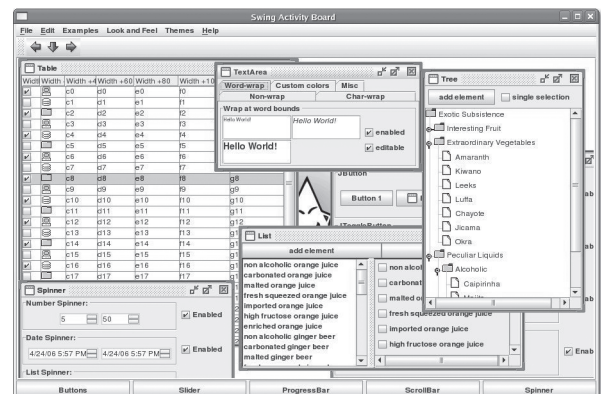 Swing Activity Board
File Edit Examples Look and Feel Themes Help
Table
Widt Width Width +4 Width +60 Width +80 Width +10
c0 d0 e0 f0
c1 d1 e1 f1
c2 d2 e2 f2
c3 d3 e3 f3
c4 d4 e4 f4
c5 d5 e5 f5
c6 d6 e6 f6
c7 d7 e7 f7
c8 d8 e8 f8 g8
c9 d9 e9 f9 g9
c10 d10 e10 f10 g1
c11 d11 e11 f11 g1
c12 d12 e12 f12 g1
c13 d13 e13 f13
c14 d14 e14 f14
c15 d15 e15 f15
c16 d16 e16 f16
c17 d17 e17 f17
TextArea
Word-wrap Custom colors Misc
Non-wrap Char-wrap
Wrap at word bounds
Hello World!
Hello World!
Hello World!
enabled
editable
Tree
add element single selection
Exotic Subsistence
Interesting Fruit
Extraordinary Vegetables
Amaranth
Kiwano
Leeks
Luffa
Chayote
Jicama
Okra
Peculiar Liquids
Alcoholic
Caipirinha
JButton
Button 1
List
add element
non alcoholic orange juice
carbonated orange juice
malted orange juice
fresh squeezed orange juice
imported orange juice
high fructose orange juice
enriched orange juice
non alcoholic ginger beer
carbonated ginger beer
malted ginger beer
non alcoh
carbonat
malted o
fresh squeezed orange juice
imported orange juice
high fructose orange juice
Spinner
Number Spinner:
5 50 Enabled
Date Spinner:
4/24/06 5:57 PM 4/24/06 5:57 PM Enabled
List Spinner:
Enab
Buttons Slider ProgressBar ScrollBar Spinner